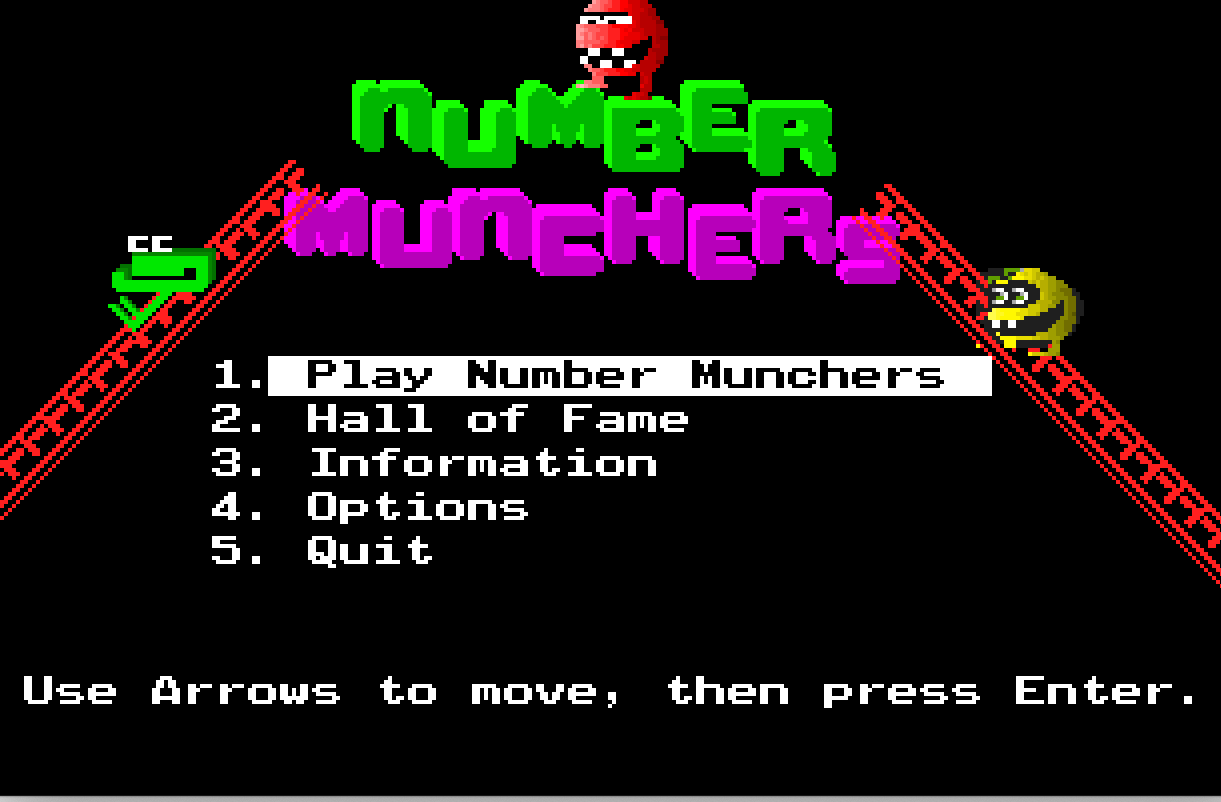 NUMBER
MUNCHERS
1. Play Number Munchers
2. Hall of Fame
3. Information
4. Options
5. Quit
Use Arrows to move, then press Enter.